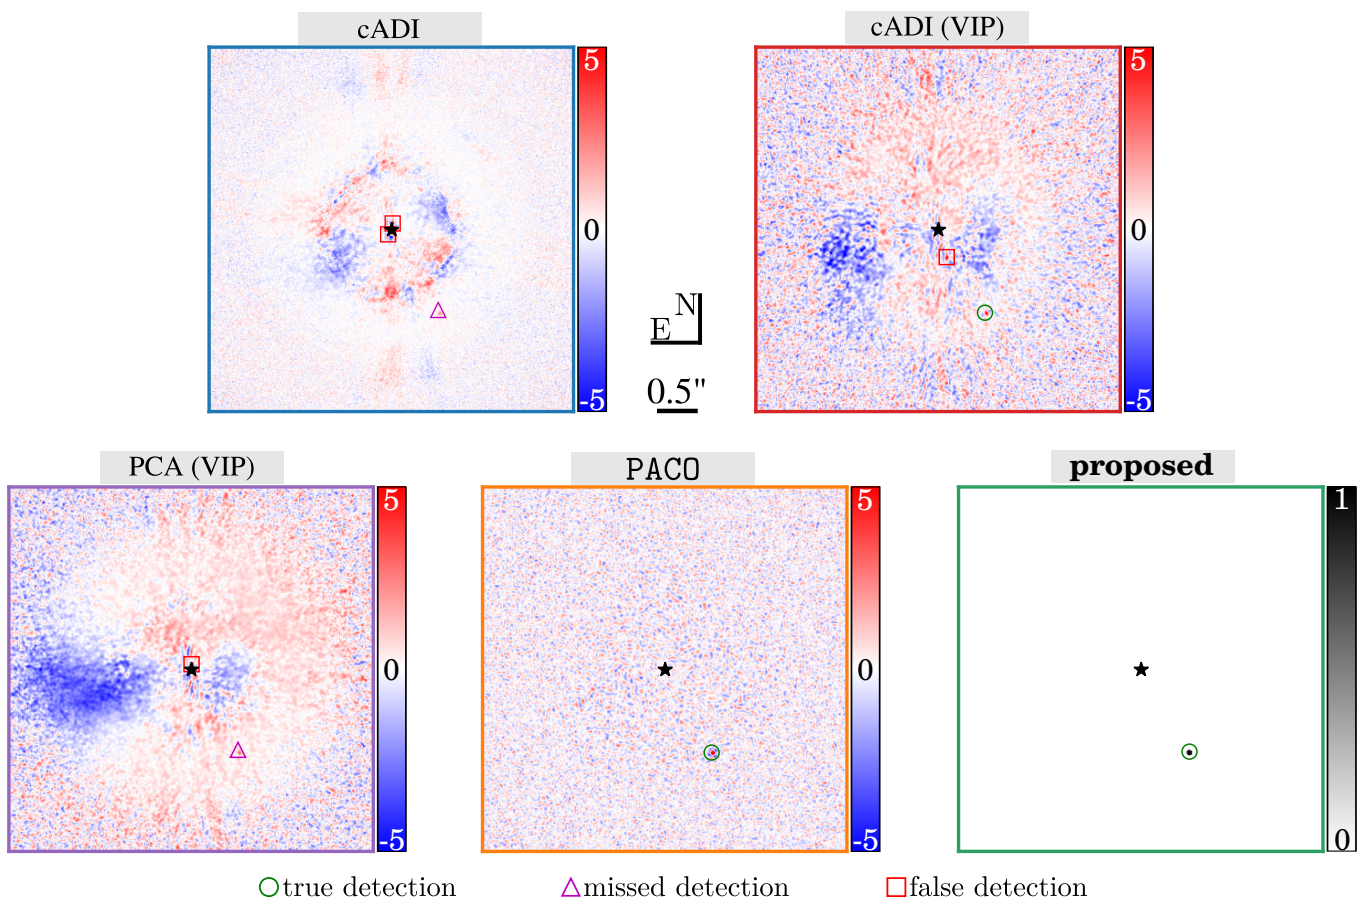 cADI
cADI (VIP)
5
0
-5
5
0
-5
N
E
0.5"
PCA (VIP)
PACO
proposed
5
0
-5
5
0
-5
1
0
true detection
missed detection
false detection